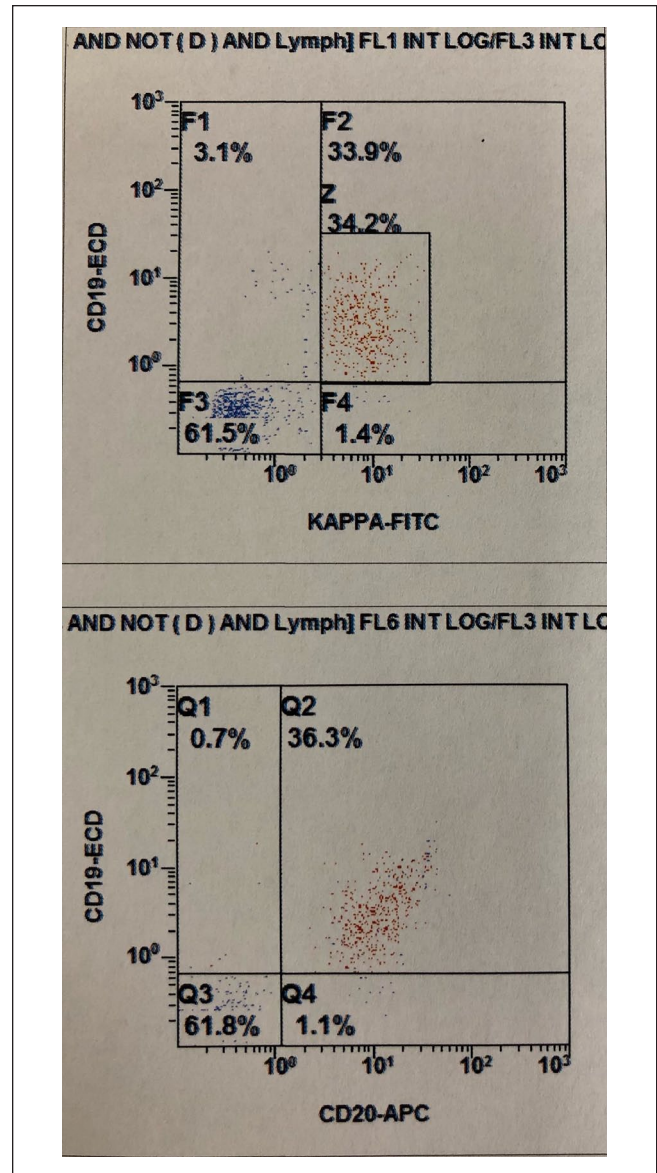 AND NOT ( D ) AND Lymph] FL1 INT LOG/FL3 INT LO
10³
F1
F2
3.1%
33.9%
10²
Z
34.2%
CD19-ECD
10¹
10⁰
F3
F4
61.5%
1.4%
10⁰ 10¹ 10² 10³
KAPPA-FITC
AND NOT ( D ) AND Lymph] FL6 INT LOG/FL3 INT LO
10³
Q1
Q2
0.7%
36.3%
10²
CD19-ECD
10¹
10⁰
Q3
Q4
61.8%
1.1%
10⁰ 10¹ 10² 10³
CD20-APC